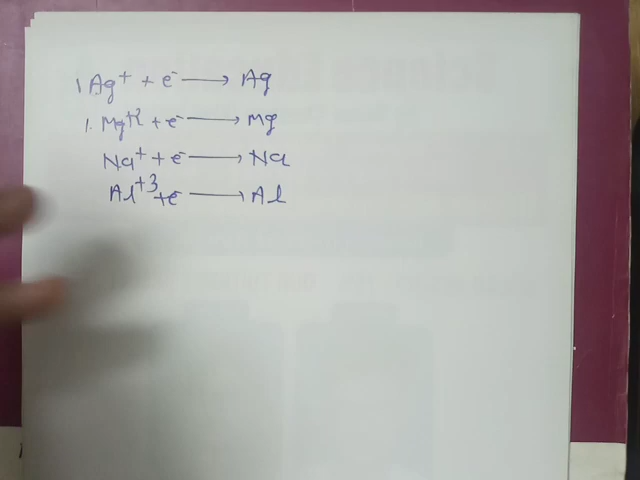 1 Ag+ + e- → Ag
1. Mg+2 + e- → Mg
Na+ + e- → Na
Al+3 + e- → Al